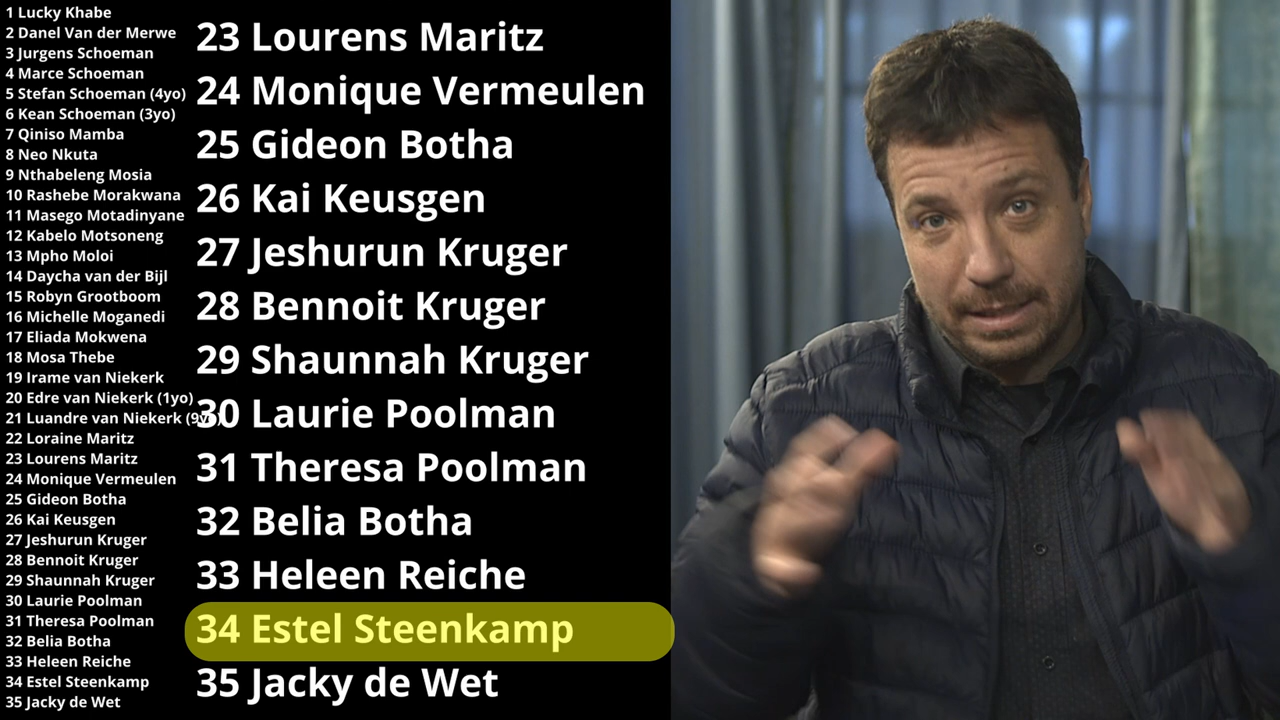 1 Lucky Khabe
2 Danel Van der Merwe
3 Jurgens Schoeman
4 Marce Schoeman
5 Stefan Schoeman (4yo)
6 Kean Schoeman (3yo)
7 Qiniso Mamba
8 Neo Nkuta
9 Nthabeleng Mosia
10 Rashebe Morakwana
11 Masego Motadinyane
12 Kabelo Motsoneng
13 Mpho Moloi
14 Daycha van der Bijl
15 Robyn Grootboom
16 Michelle Moganedi
17 Eliada Mokwena
18 Mosa Thebe
19 Irame van Niekerk
20 Edre van Niekerk (1yo)
21 Luandre van Niekerk
22 Loraine Maritz
23 Lourens Maritz
24 Monique Vermeulen
25 Gideon Botha
26 Kai Keusgen
27 Jeshurun Kruger
28 Bennoit Kruger
29 Shaunnah Kruger
30 Laurie Poolman
31 Theresa Poolman
32 Belia Botha
33 Heleen Reiche
34 Estel Steenkamp
35 Jacky de Wet
23 Lourens Maritz
24 Monique Vermeulen
25 Gideon Botha
26 Kai Keusgen
27 Jeshurun Kruger
28 Bennoit Kruger
29 Shaunnah Kruger
30 Laurie Poolman
31 Theresa Poolman
32 Belia Botha
33 Heleen Reiche
34 Estel Steenkamp
35 Jacky de Wet